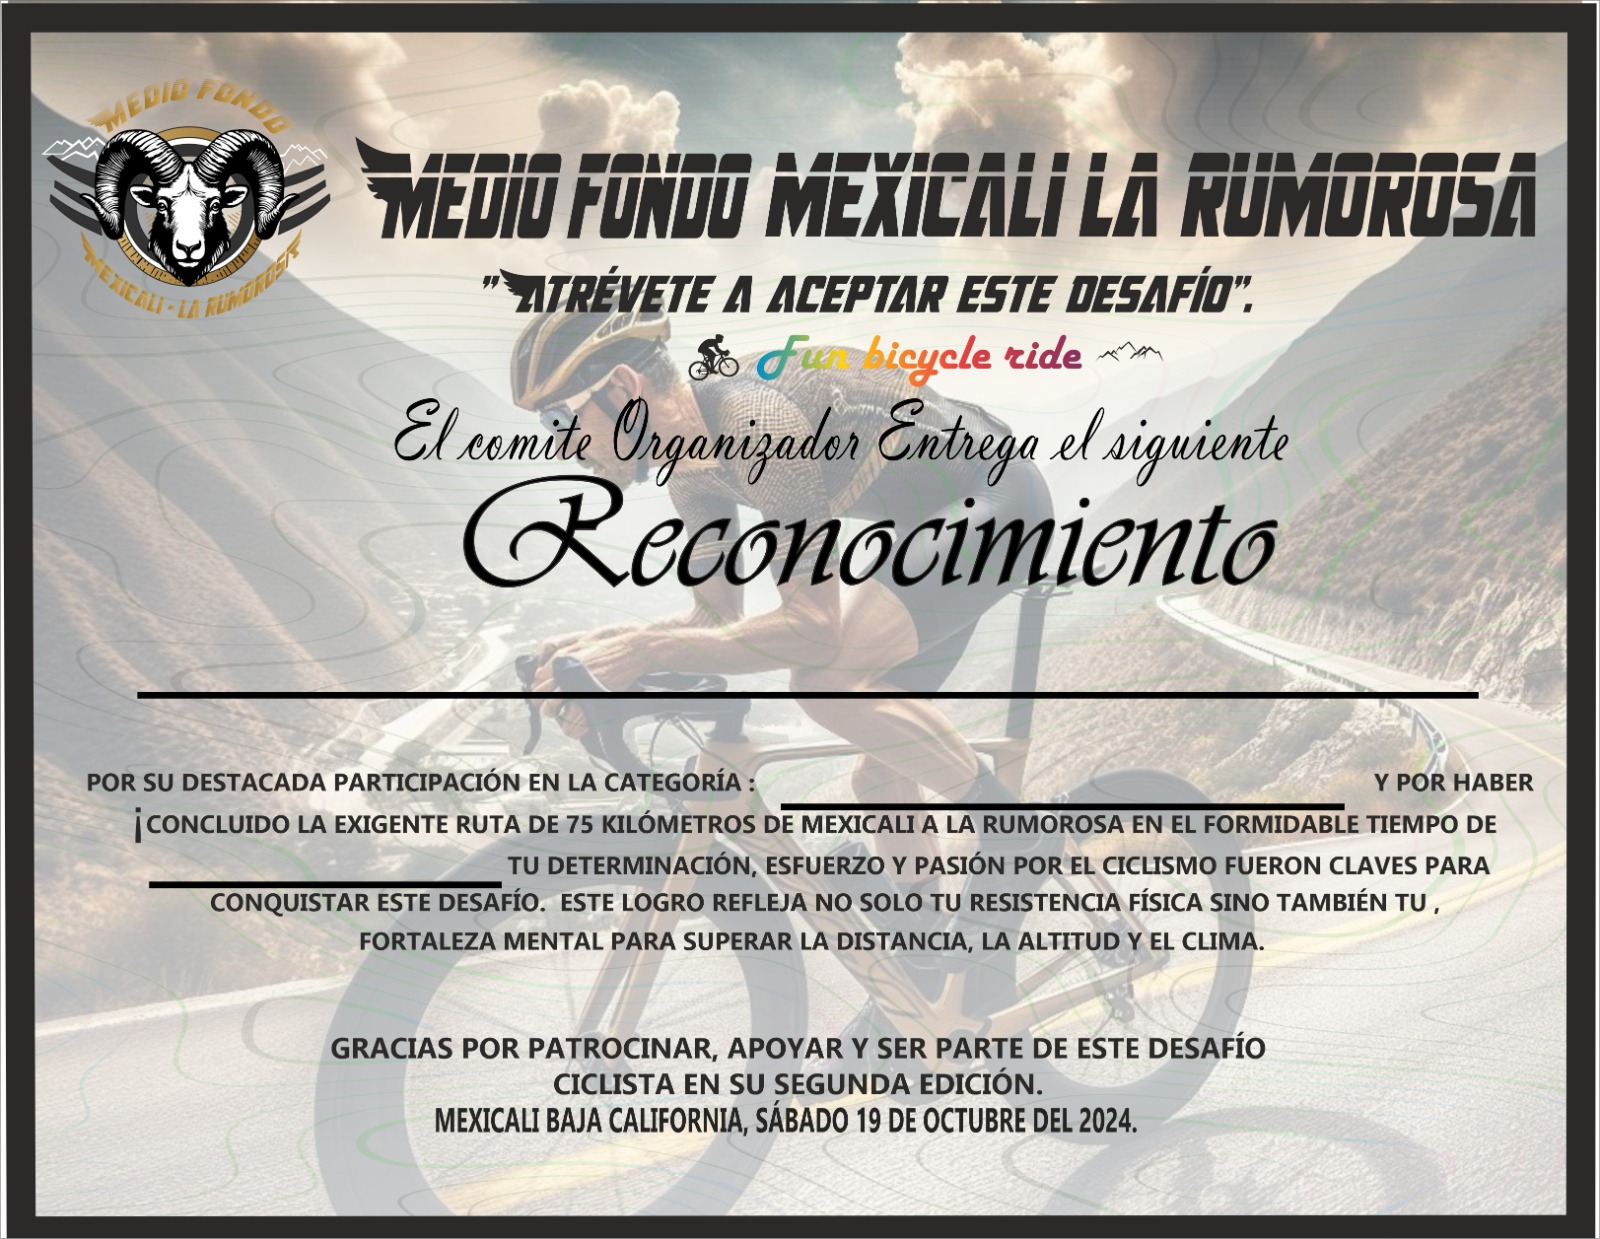 MEDIO FONDO
MEXICALI - LA RUMOROSA
MEDIO FONDO MEXICALI LA RUMOROSA
"ATRÉVETE A ACEPTAR ESTE DESAFÍO".
Fun bicycle ride
El comite Organizador Entrega el siguiente
Reconocimiento
POR SU DESTACADA PARTICIPACIÓN EN LA CATEGORÍA : Y POR HABER
¡CONCLUIDO LA EXIGENTE RUTA DE 75 KILÓMETROS DE MEXICALI A LA RUMOROSA EN EL FORMIDABLE TIEMPO DE
TU DETERMINACIÓN, ESFUERZO Y PASIÓN POR EL CICLISMO FUERON CLAVES PARA
CONQUISTAR ESTE DESAFÍO. ESTE LOGRO REFLEJA NO SOLO TU RESISTENCIA FÍSICA SINO TAMBIÉN TU ,
FORTALEZA MENTAL PARA SUPERAR LA DISTANCIA, LA ALTITUD Y EL CLIMA.
GRACIAS POR PATROCINAR, APOYAR Y SER PARTE DE ESTE DESAFÍO
CICLISTA EN SU SEGUNDA EDICIÓN.
MEXICALI BAJA CALIFORNIA, SÁBADO 19 DE OCTUBRE DEL 2024.